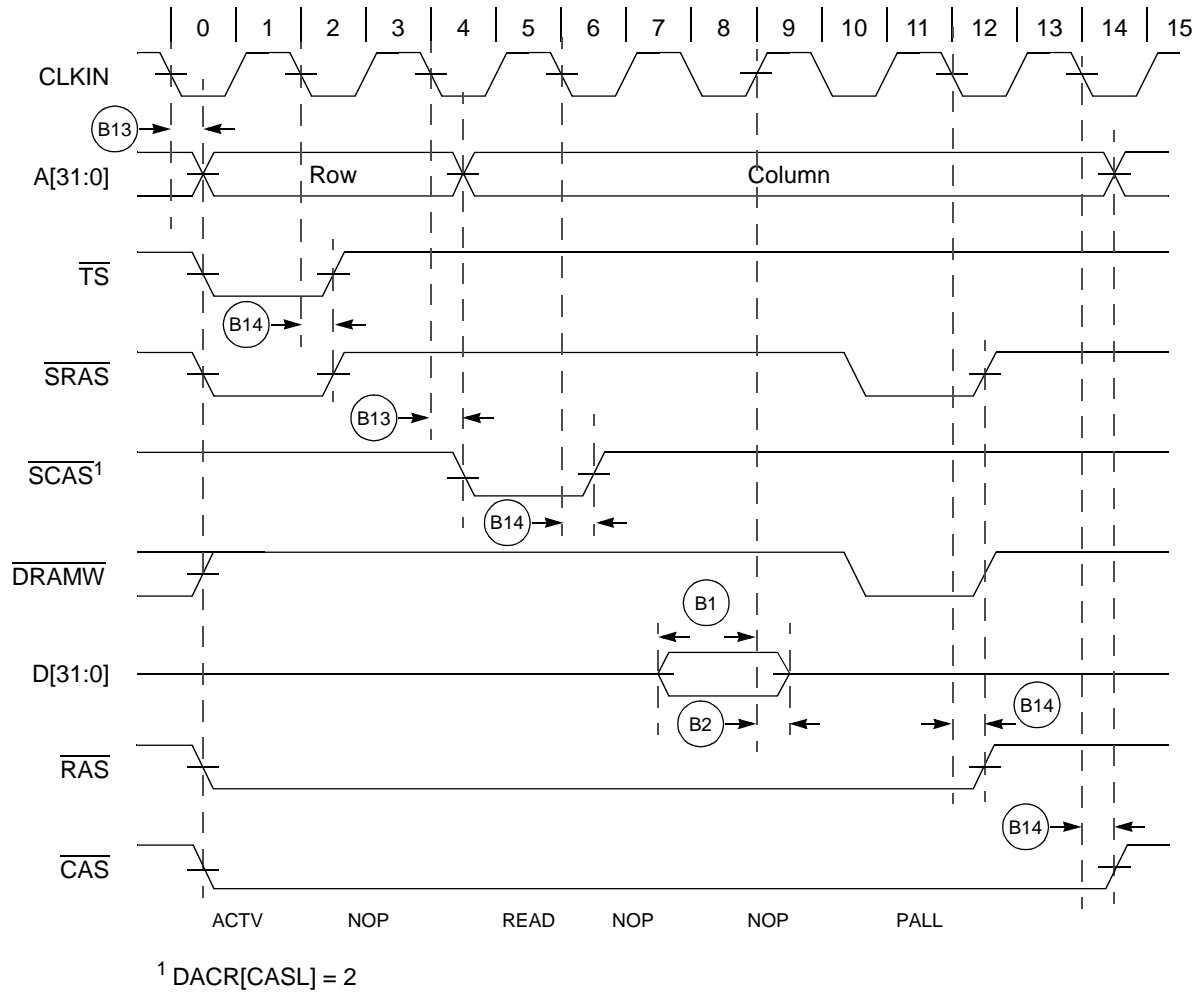 0 1 2 3 4 5 6 7 8 9 10 11 12 13 14 15
CLKIN
B13
A[31:0] Row Column
TS
B14
SRAS
B13
SCAS1
B14
DRAMW
B1
D[31:0]
B2 B14
RAS
B14
CAS
ACTV NOP READ NOP NOP PALL
1 DACR[CASL] = 2